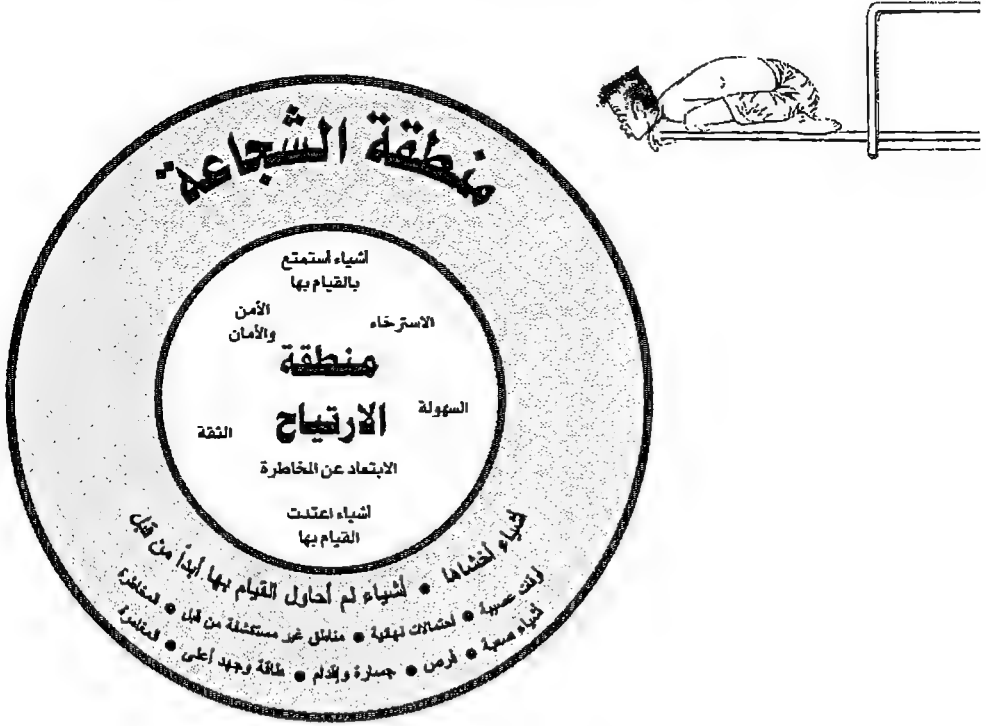 منطقة الشجاعة
أشياء أستمتع
بالقيام بها
الاسترخاء
الأمن
والأمان
منطقة
الارتياح
السهولة
الثقة
الابتعاد عن المخاطرة
أشياء اعتدت
القيام بها
أشياء أخشاها • أشياء لم أحاول القيام بها أبداً من قبل
أوقات عصيبة • احتمالات نهائية • مناطق غير مستكشفة من قبل • المخاطرة
أشياء صعبة • فرص • جسارة وإقدام • طاقة وجهد أعلى • المغامرة